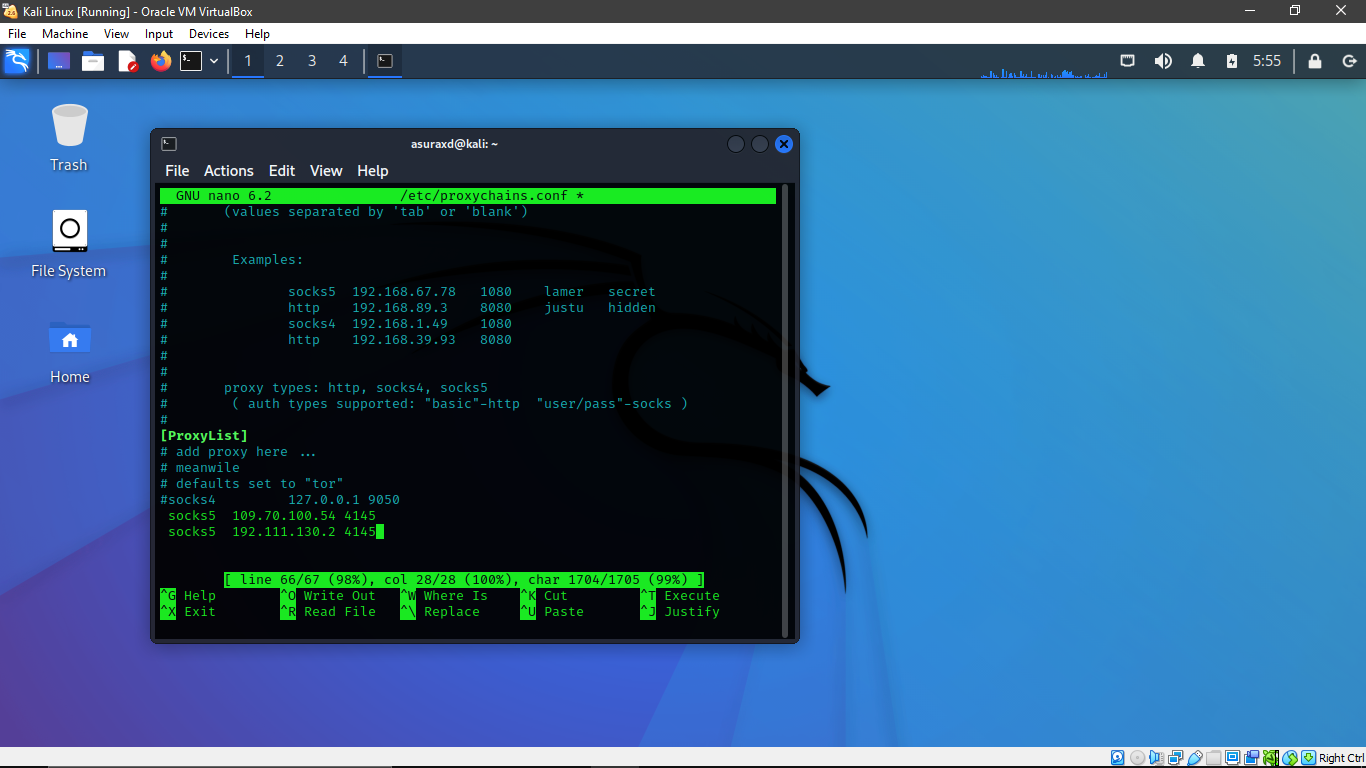 Kali Linux [Running] - Oracle VM VirtualBox
File Machine View Input Devices Help
1 2 3 4 5:55
Trash
File System
Home
asuraxd@kali: ~
File Actions Edit View Help
GNU nano 6.2 /etc/proxychains.conf *
# (values separated by 'tab' or 'blank')
#
#
# Examples:
#
# socks5 192.168.67.78 1080 lamer secret
# http 192.168.89.3 8080 justu hidden
# socks4 192.168.1.49 1080
# http 192.168.39.93 8080
#
#
# proxy types: http, socks4, socks5
# ( auth types supported: "basic"-http "user/pass"-socks )
#
[ProxyList]
# add proxy here ...
# meanwile
# defaults set to "tor"
#socks4 127.0.0.1 9050
socks5 109.70.100.54 4145
socks5 192.111.130.2 4145
[ line 66/67 (98%), col 28/28 (100%), char 1704/1705 (99%) ]
^G Help ^O Write Out ^W Where Is ^K Cut ^T Execute
^X Exit ^R Read File ^\ Replace ^U Paste ^J Justify
Right Ctrl